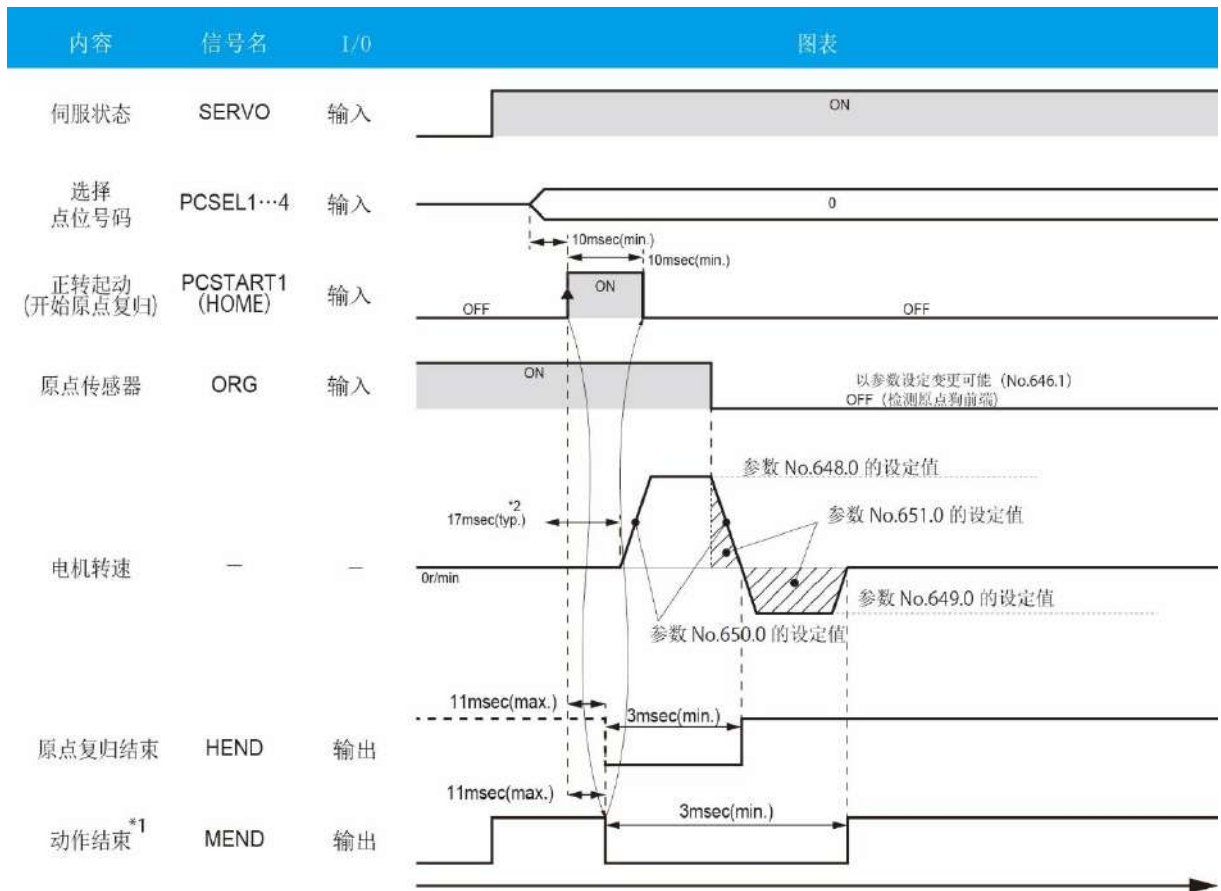 内容 信号名 I/O 图表
伺服状态 SERVO 输入 ON
选择
点位号码 PCSEL1…4 输入 0
10msec(min.)
10msec(min.)
正转起动
(开始原点复归) PCSTART1
(HOME) 输入 OFF ON OFF
原点传感器 ORG 输入 ON
以参数设定变更可能（No.646.1）
OFF（检测原点狗前端）
参数 No.648.0 的设定值
*2
17msec(typ.)
参数 No.651.0 的设定值
电机转速 — — 0r/min
参数 No.649.0 的设定值
参数 No.650.0 的设定值
11msec(max.) 3msec(min.)
原点复归结束 HEND 输出
11msec(max.) 3msec(min.)
动作结束*1 MEND 输出